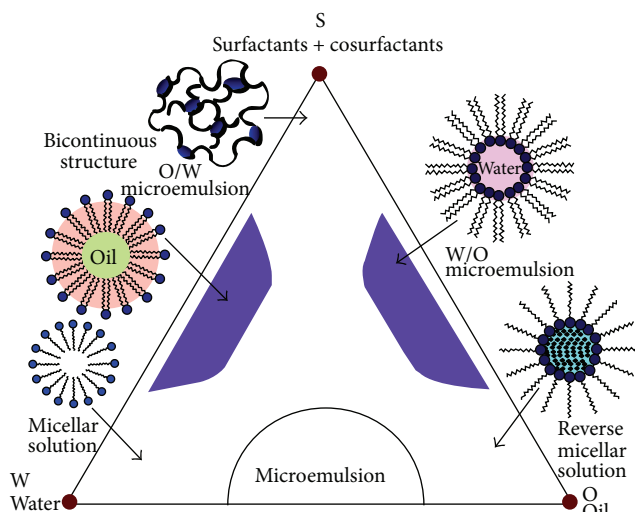 S
Surfactants + cosurfactants
Bicontinuous
structure
O/W
microemulsion
Water
W/O
microemulsion
Oil
Micellar
solution
Reverse
micellar
solution
Microemulsion
W
Water
O
Oil